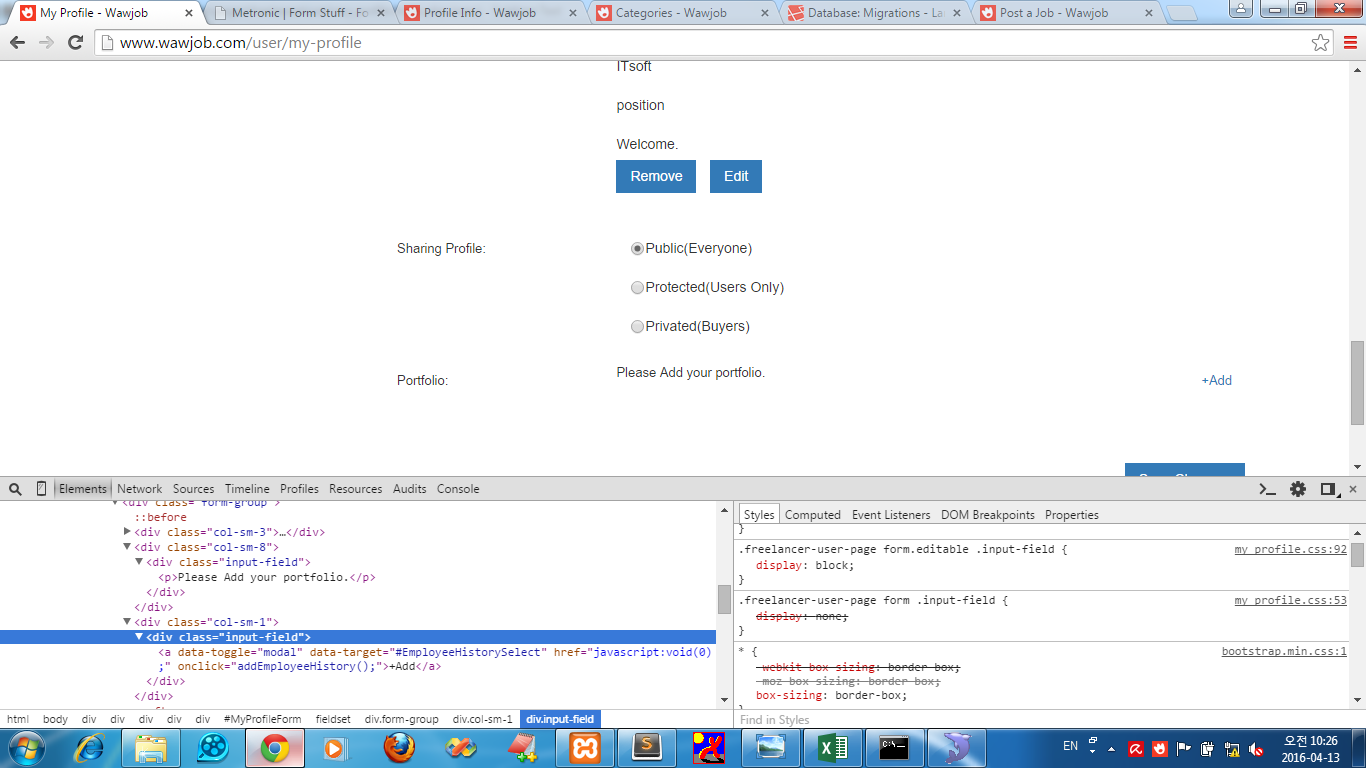 My Profile - Wawjob
Metronic | Form Stuff - Fo
Profile Info - Wawjob
Categories - Wawjob
Database: Migrations - La
Post a Job - Wawjob
www.wawjob.com/user/my-profile
ITsoft
position
Welcome.
Remove Edit
Sharing Profile: Public(Everyone)
Protected(Users Only)
Privated(Buyers)
Portfolio: Please Add your portfolio. +Add
Elements Network Sources Timeline Profiles Resources Audits Console
<div class="form-group">
::before
<div class="col-sm-3">…</div>
<div class="col-sm-8">
<div class="input-field">
<p>Please Add your portfolio.</p>
</div>
</div>
<div class="col-sm-1">
<div class="input-field">
<a data-toggle="modal" data-target="#EmployeeHistorySelect" href="javascript:void(0)
;" onclick="addEmployeeHistory();">+Add</a>
</div>
</div>
html body div div div div div #MyProfileForm fieldset div.form-group div.col-sm-1 div.input-field
Styles Computed Event Listeners DOM Breakpoints Properties
}
.freelancer-user-page form.editable .input-field { my_profile.css:92
display: block;
}
.freelancer-user-page form .input-field { my_profile.css:53
display: none;
}
* { bootstrap.min.css:1
-webkit-box-sizing: border-box;
-moz-box-sizing: border-box;
box-sizing: border-box;
Find in Styles
EN
오전 10:26
2016-04-13